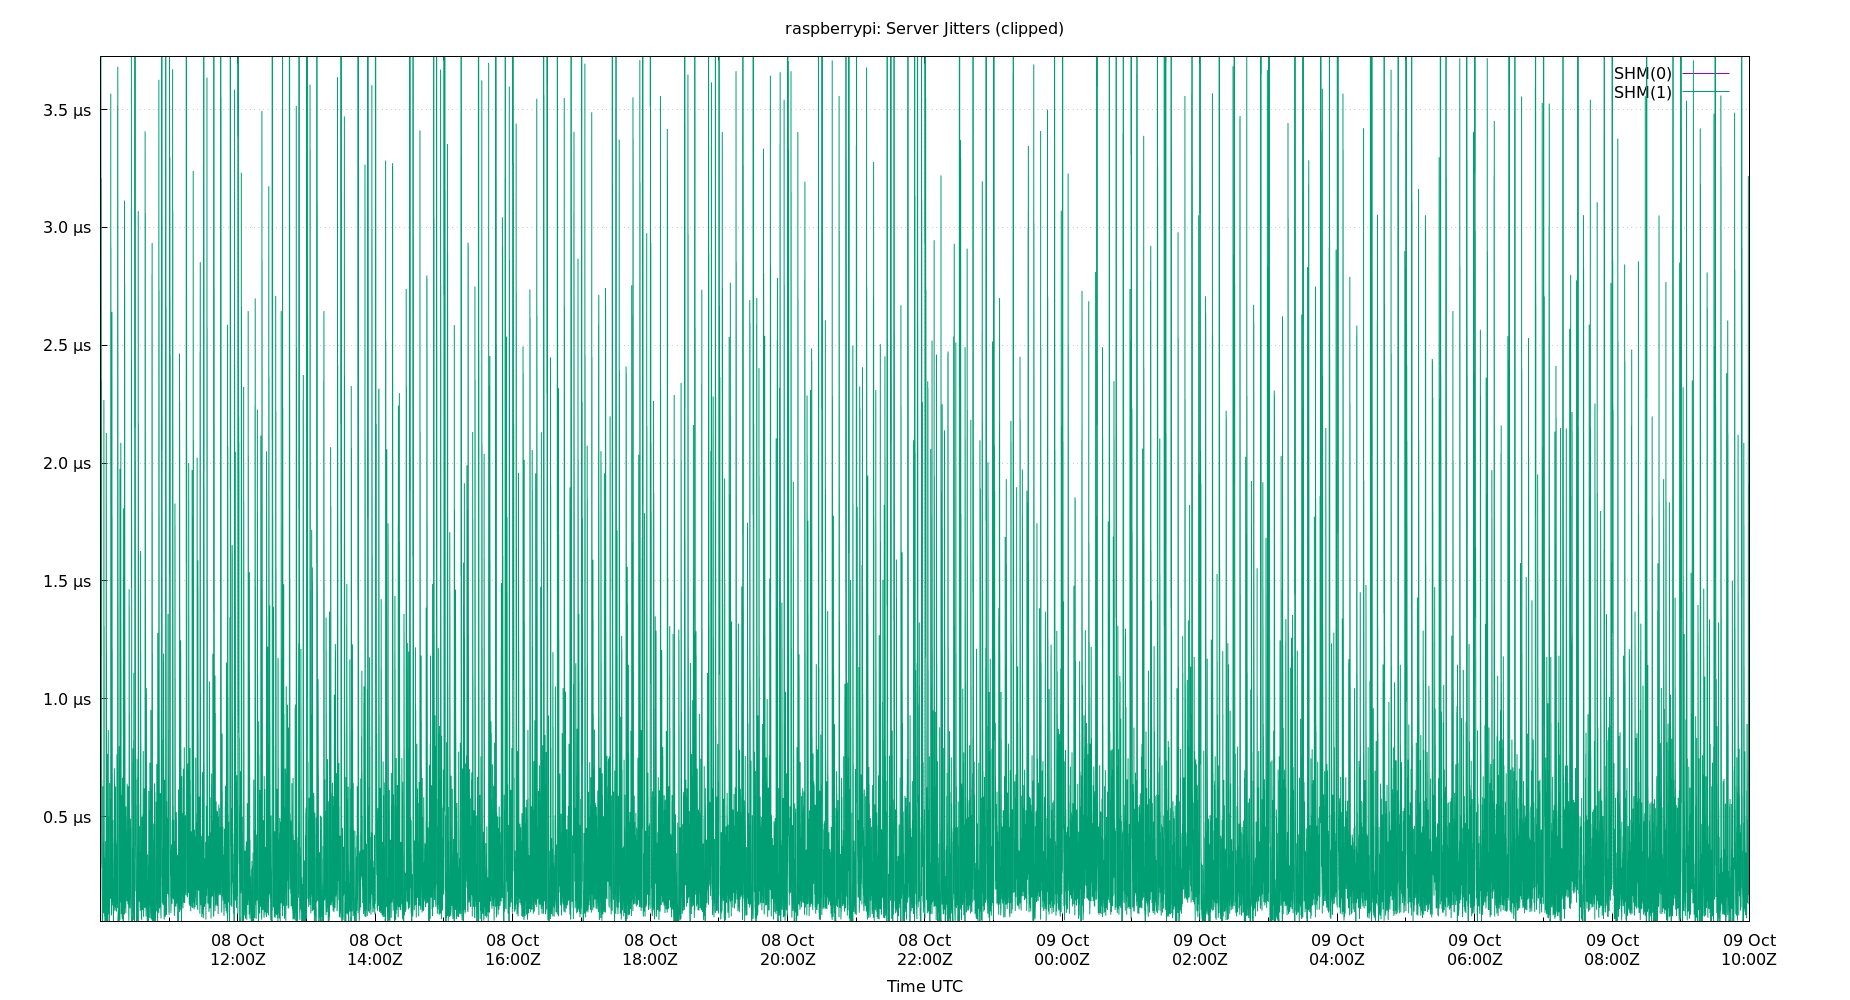 raspberrypi: Server Jitters (clipped)
SHM(0)
SHM(1)
3.5 µs
3.0 µs
2.5 µs
2.0 µs
1.5 µs
1.0 µs
0.5 µs
08 Oct 08 Oct 08 Oct 08 Oct 08 Oct 08 Oct 09 Oct 09 Oct 09 Oct 09 Oct 09 Oct 09 Oct
12:00Z 14:00Z 16:00Z 18:00Z 20:00Z 22:00Z 00:00Z 02:00Z 04:00Z 06:00Z 08:00Z 10:00Z
Time UTC